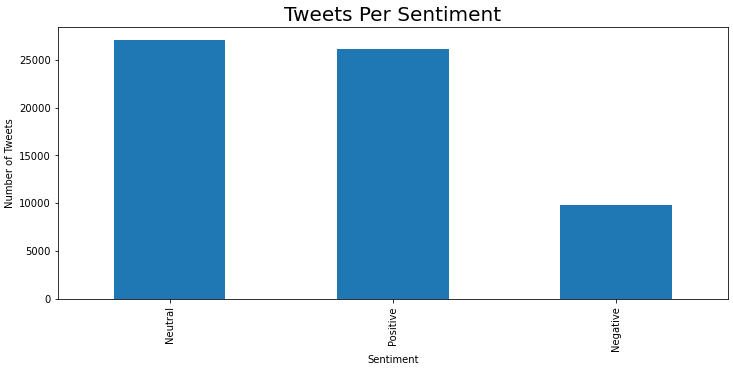 Tweets Per Sentiment
Number of Tweets
25000
20000
15000
10000
5000
0
Neutral
Positive
Negative
Sentiment